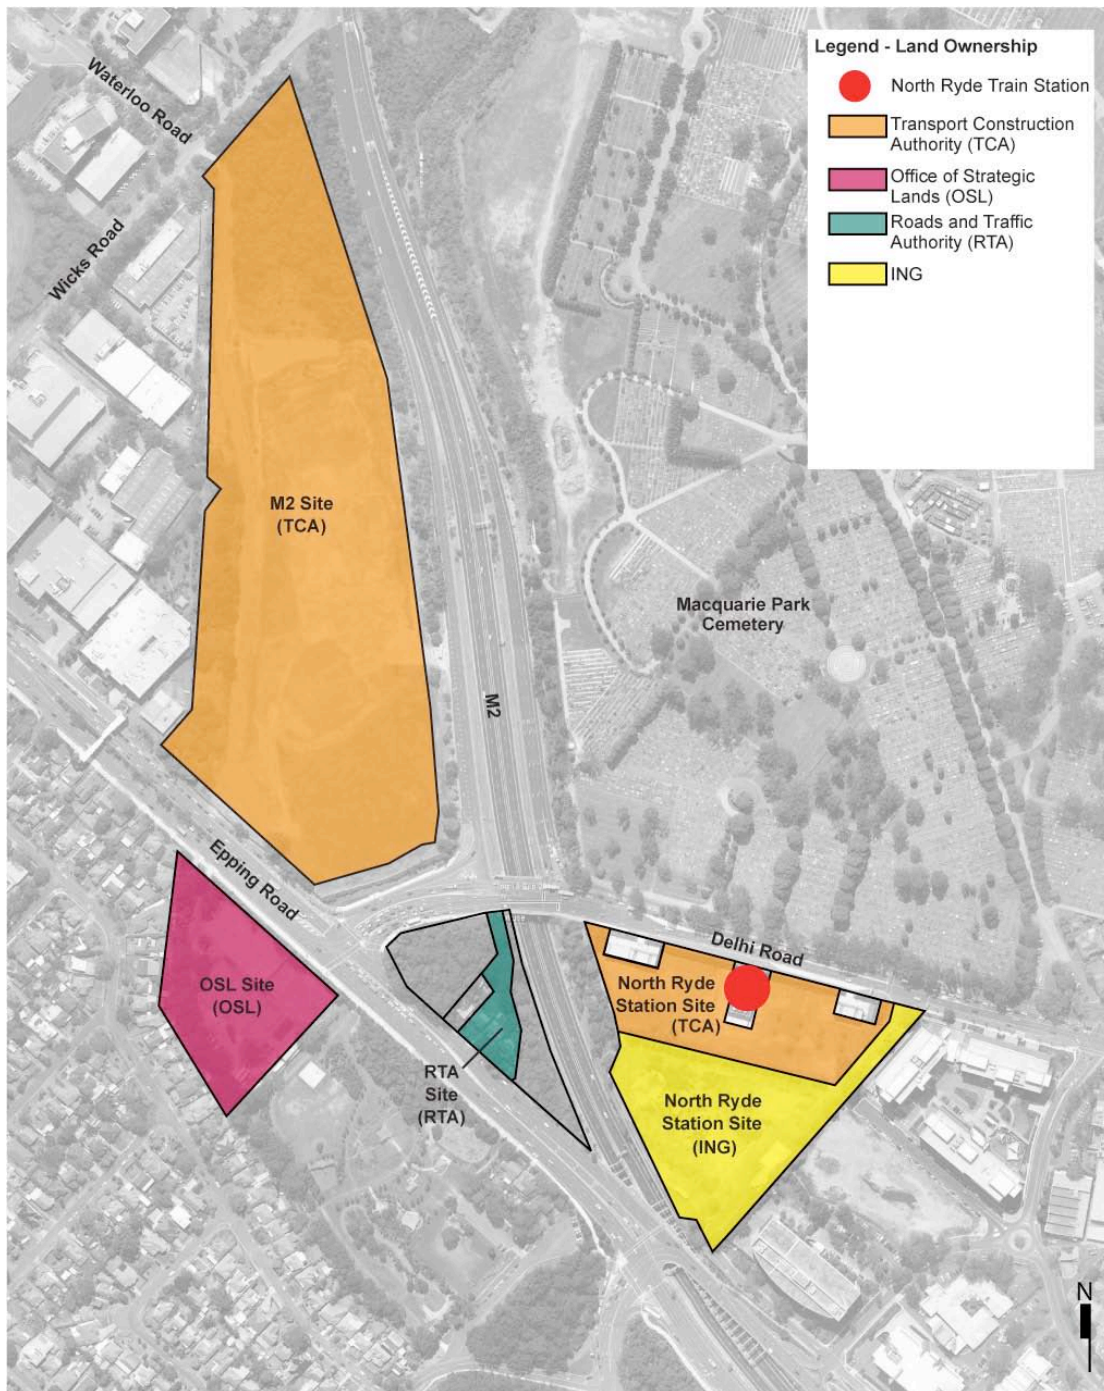 Legend - Land Ownership
North Ryde Train Station
Transport Construction
Authority (TCA)
Office of Strategic
Lands (OSL)
Roads and Traffic
Authority (RTA)
ING
Waterloo Road
Wicks Road
M2 Site
(TCA)
Macquarie Park
Cemetery
M2
Epping Road
Delhi Road
OSL Site
(OSL)
North Ryde
Station Site
(TCA)
RTA
Site
(RTA)
North Ryde
Station Site
(ING)
N